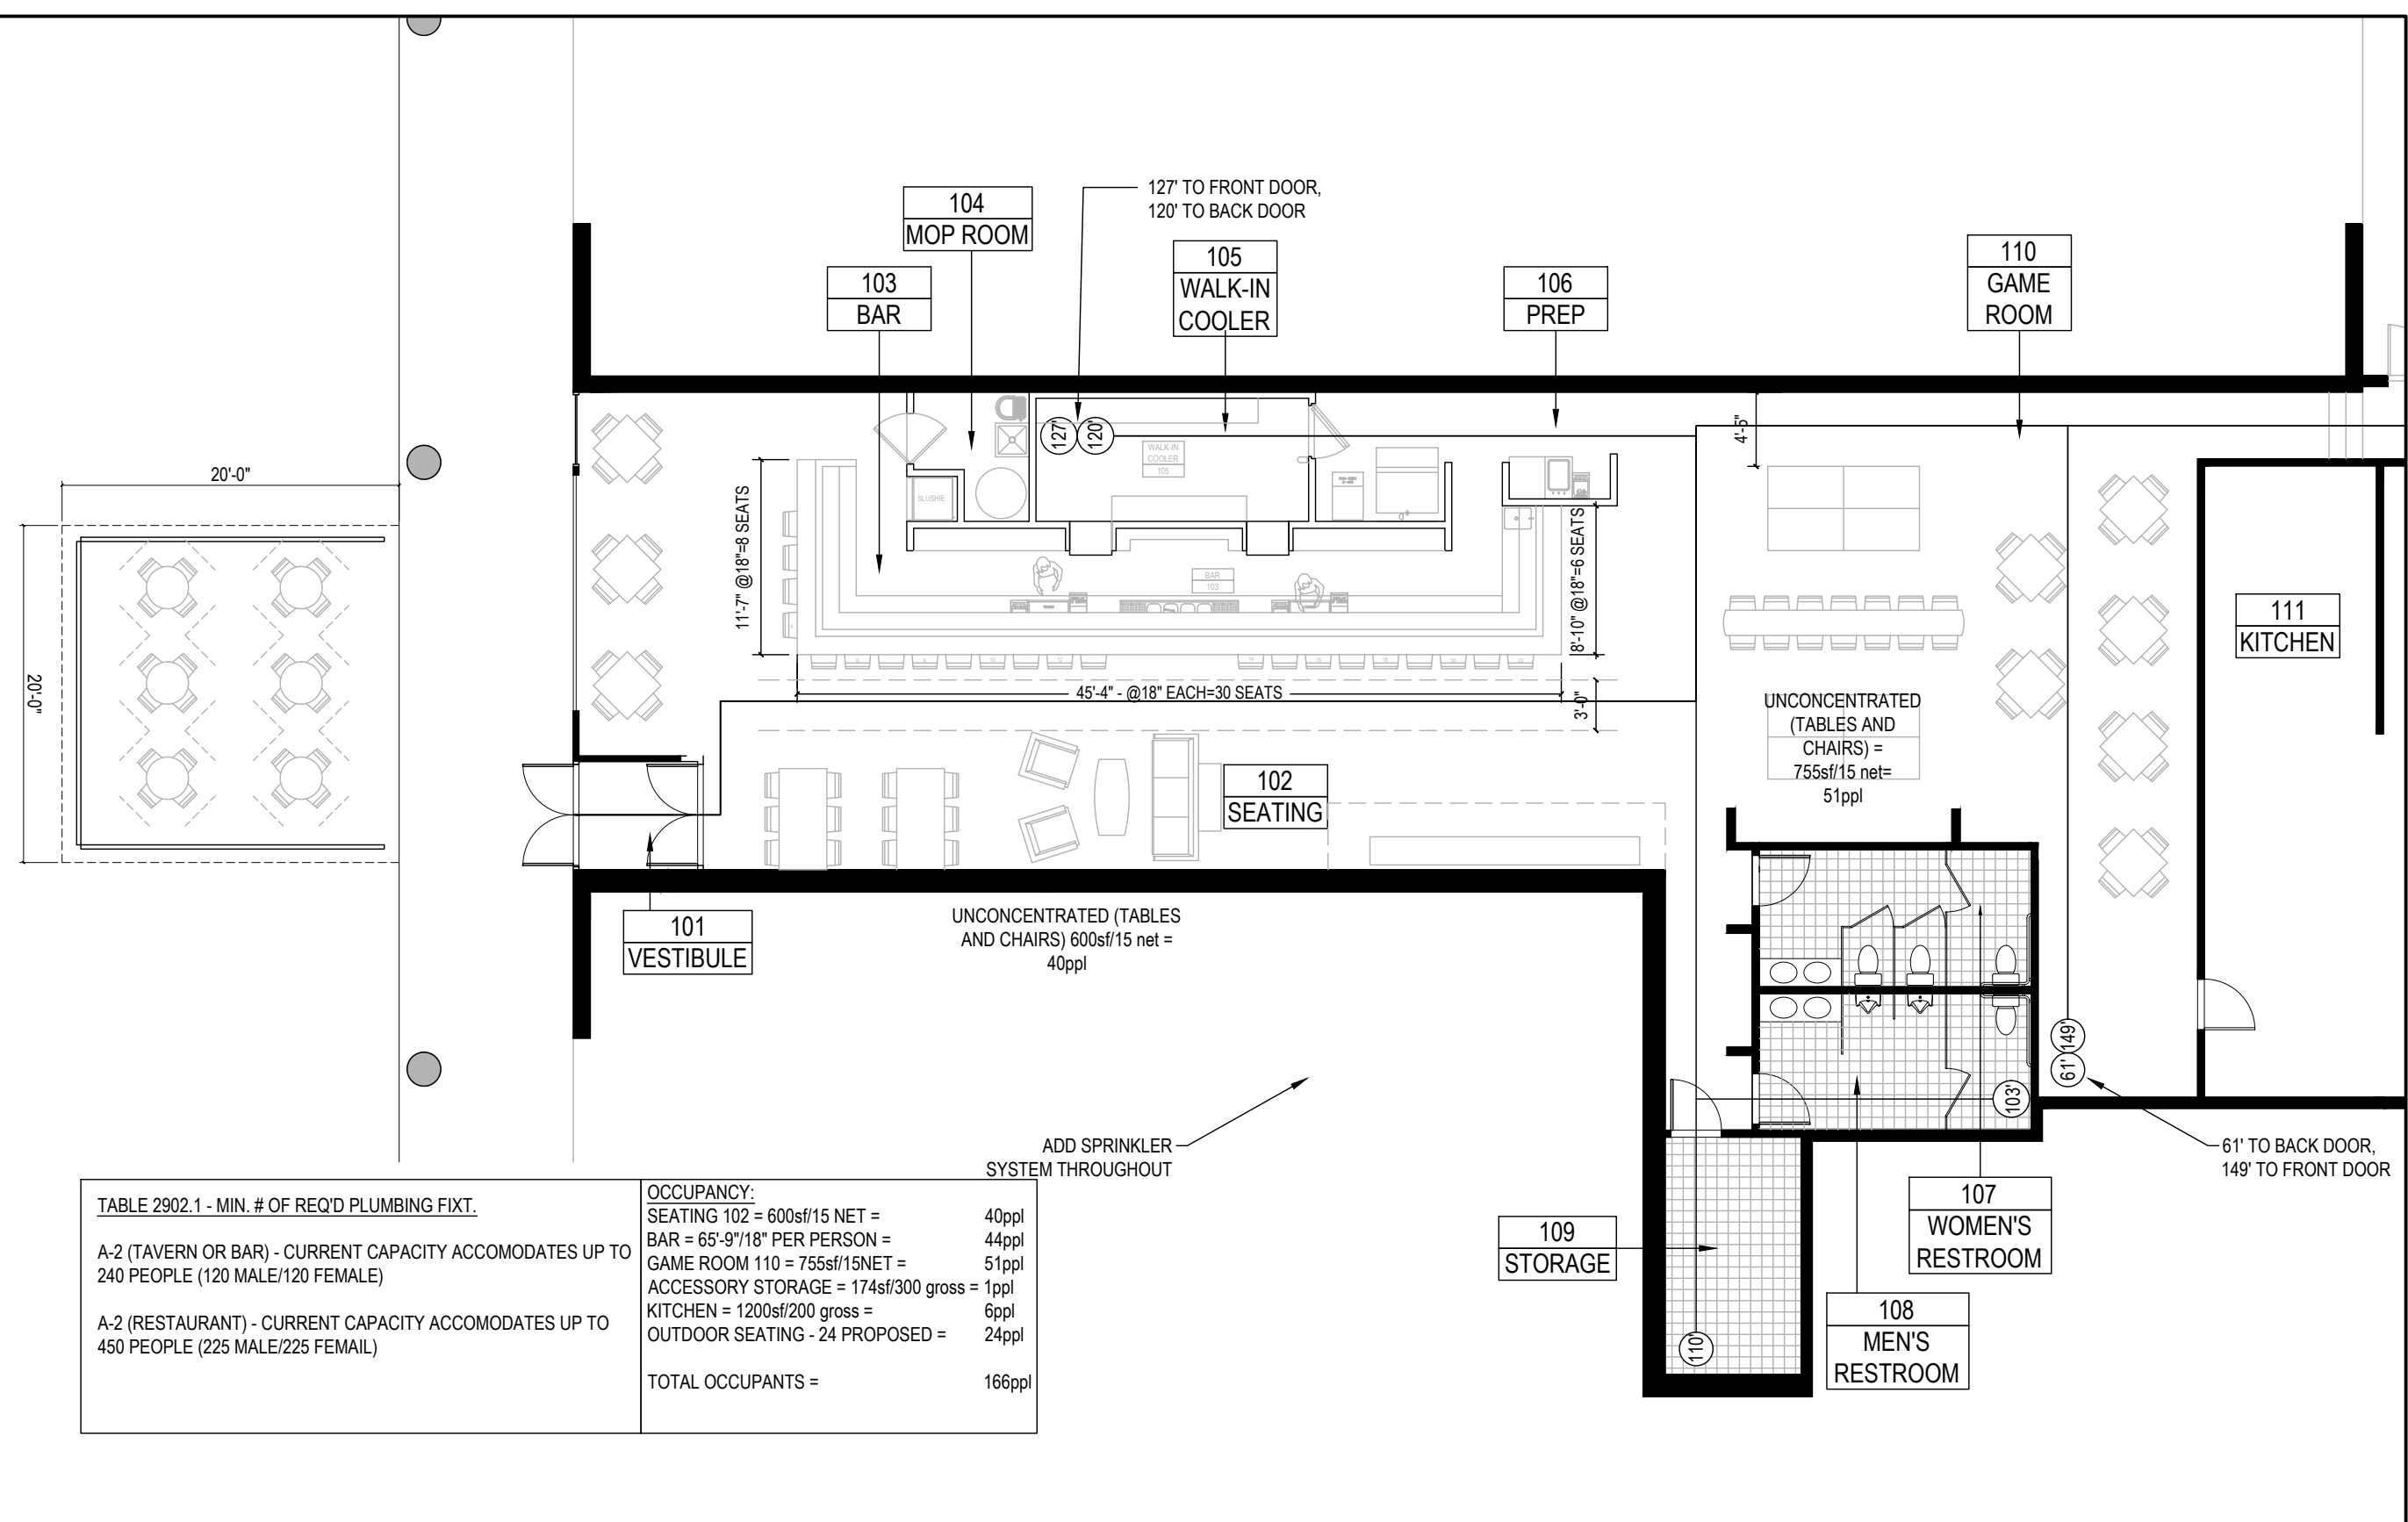 127' TO FRONT DOOR,
120' TO BACK DOOR
104
MOP ROOM
103
BAR
105
WALK-IN
COOLER
106
PREP
110
GAME
ROOM
127'
120'
4'-6"
WALK-IN
COOLER
105
SLUSHIE
20'-0"
20'-0"
11'-7" @18"=8 SEATS
8'-10" @18"=6 SEATS
BAR
103
45'-4" - @18" EACH=30 SEATS
3'-0"
111
KITCHEN
UNCONCENTRATED
(TABLES AND
CHAIRS) =
755sf/15 net=
51ppl
102
SEATING
101
VESTIBULE
UNCONCENTRATED (TABLES
AND CHAIRS) 600sf/15 net =
40ppl
149'
61'
103'
ADD SPRINKLER
SYSTEM THROUGHOUT
61' TO BACK DOOR,
149' TO FRONT DOOR
107
WOMEN'S
RESTROOM
109
STORAGE
108
MEN'S
RESTROOM
110'
TABLE 2902.1 - MIN. # OF REQ'D PLUMBING FIXT.
A-2 (TAVERN OR BAR) - CURRENT CAPACITY ACCOMODATES UP TO
240 PEOPLE (120 MALE/120 FEMALE)
A-2 (RESTAURANT) - CURRENT CAPACITY ACCOMODATES UP TO
450 PEOPLE (225 MALE/225 FEMAIL)
OCCUPANCY:
SEATING 102 = 600sf/15 NET = 40ppl
BAR = 65'-9"/18" PER PERSON = 44ppl
GAME ROOM 110 = 755sf/15NET = 51ppl
ACCESSORY STORAGE = 174sf/300 gross = 1ppl
KITCHEN = 1200sf/200 gross = 6ppl
OUTDOOR SEATING - 24 PROPOSED = 24ppl
TOTAL OCCUPANTS = 166ppl